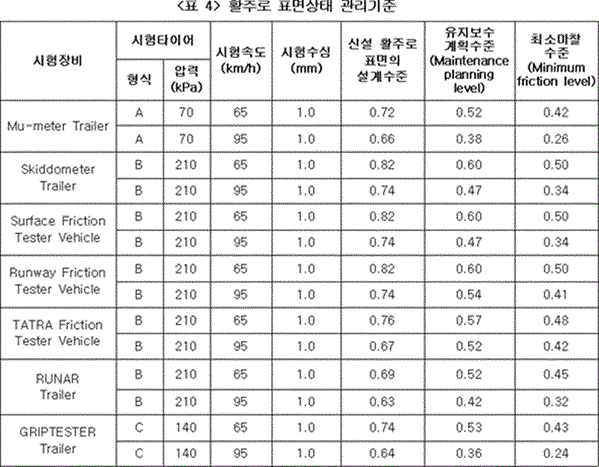 <표 4> 활주로 표면상태 관리기준
시험장비 시험타이어 시험속도 (km/h) 시험수심 (mm) 신설 활주로 표면의 설계수준 유지보수 계획수준 (Maintenance planning level) 최소마찰 수준 (Minimum friction level)
형식 압력 (kPa)
Mu-meter Trailer A 70 65 1.0 0.72 0.52 0.42
A 70 95 1.0 0.66 0.38 0.26
Skiddometer Trailer B 210 65 1.0 0.82 0.60 0.50
B 210 95 1.0 0.74 0.47 0.34
Surface Friction Tester Vehicle B 210 65 1.0 0.82 0.60 0.50
B 210 95 1.0 0.74 0.47 0.34
Runway Friction Tester Vehicle B 210 65 1.0 0.82 0.60 0.50
B 210 95 1.0 0.74 0.54 0.41
TATRA Friction Tester Vehicle B 210 65 1.0 0.76 0.57 0.48
B 210 95 1.0 0.67 0.52 0.42
RUNAR Trailer B 210 65 1.0 0.69 0.52 0.45
B 210 95 1.0 0.63 0.42 0.32
GRIPTESTER Trailer C 140 65 1.0 0.74 0.53 0.43
C 140 95 1.0 0.64 0.36 0.24